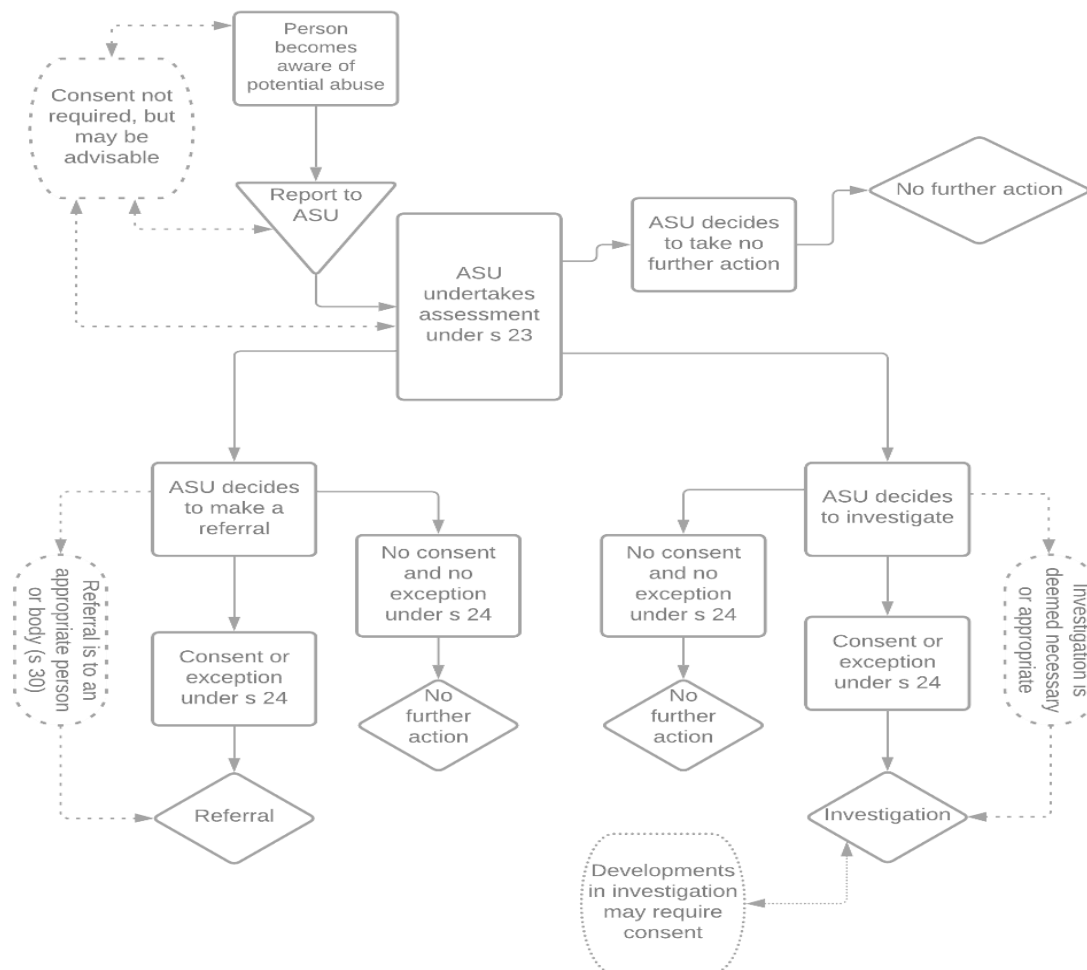 Person
becomes
aware of
potential abuse
Consent not
required, but
may be
advisable
Report to
ASU
No further action
ASU decides
to take no
further action
ASU
undertakes
assessment
under s 23
ASU decides
to make a
referral
ASU decides
to investigate
No consent
and no
exception
under s 24
No consent
and no
exception
under s 24
Referral is to an
appropriate person
or body (s 30)
Investigation is
deemed necessary
or appropriate
Consent or
exception
under s 24
Consent or
exception
under s 24
No
further
action
No
further
action
Referral
Investigation
Developments
in investigation
may require
consent